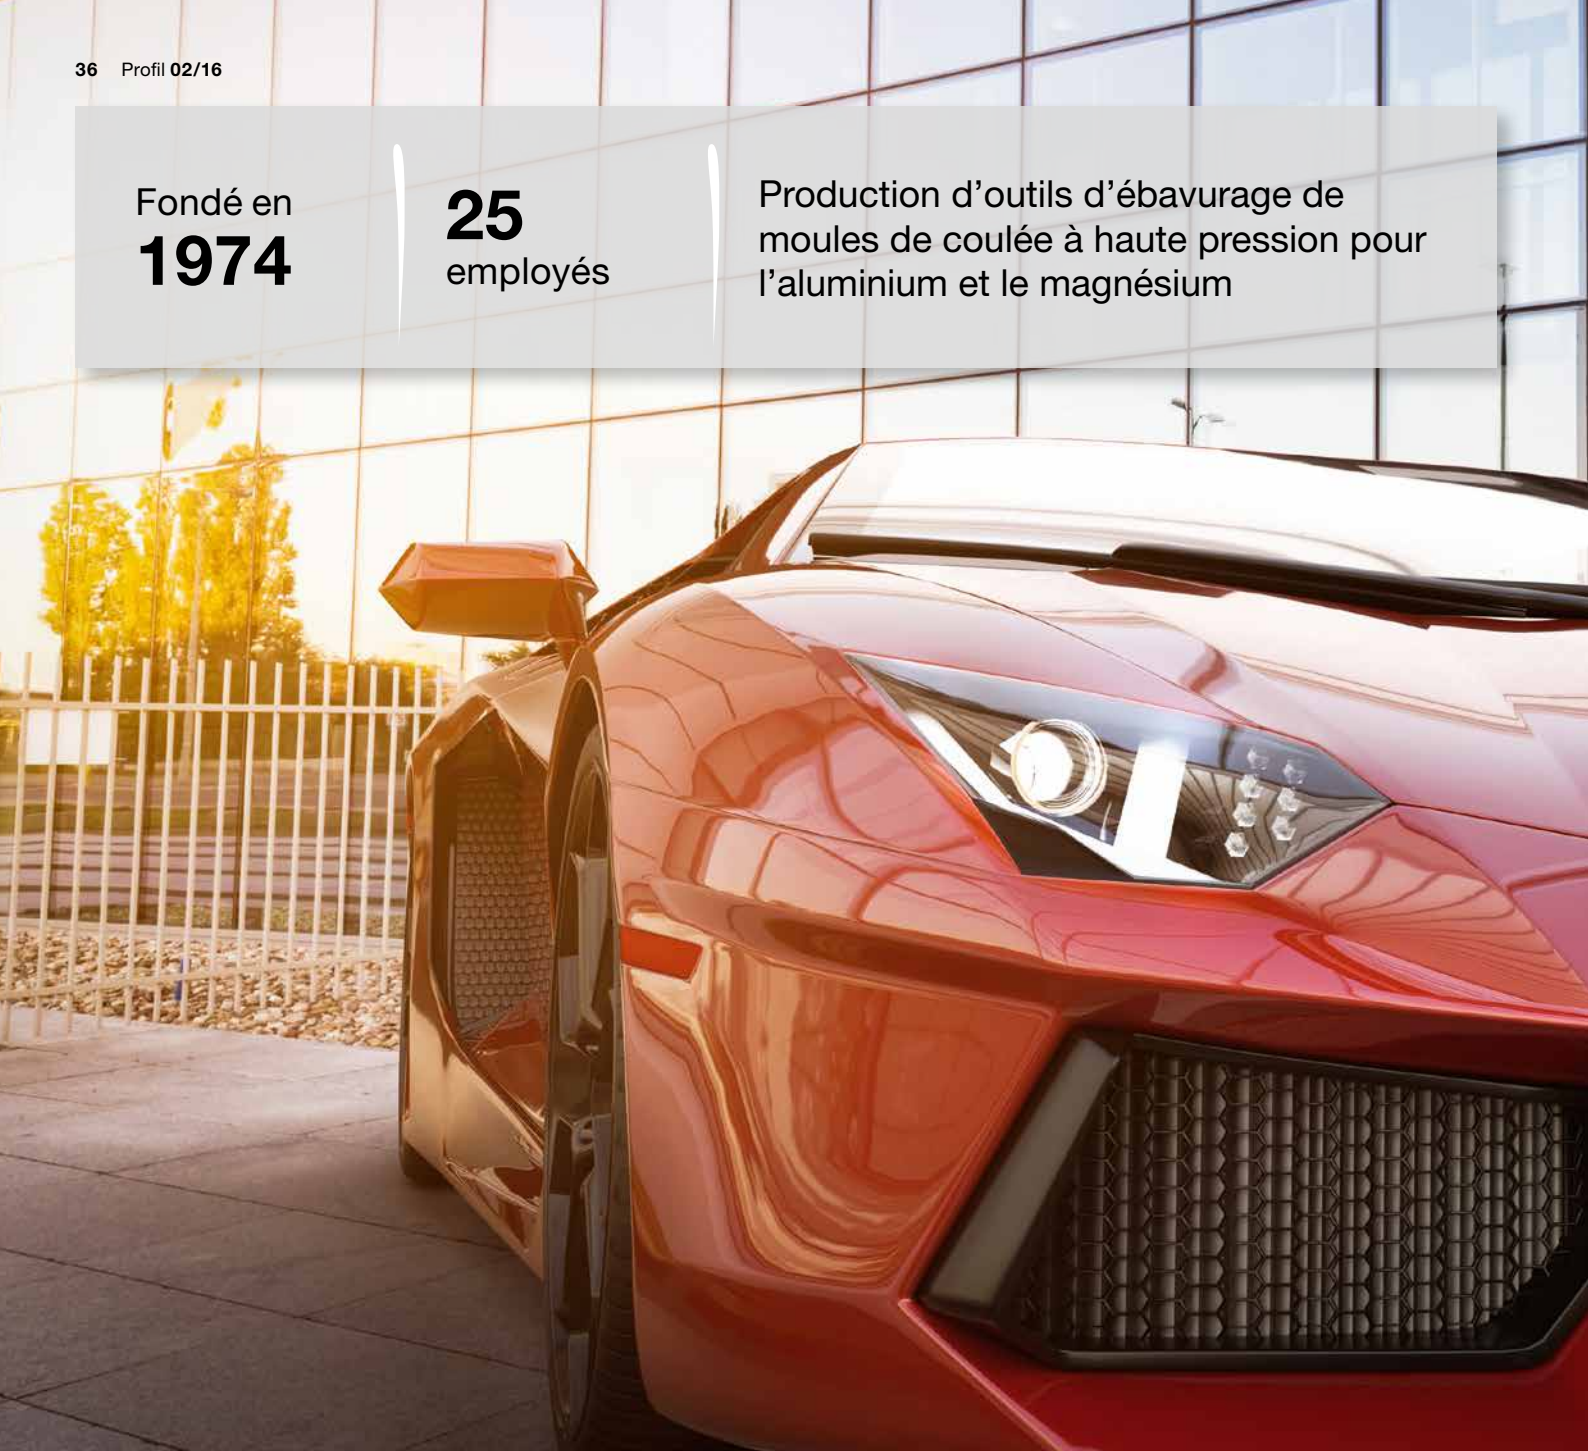 36 Profil 02/16
Fondé en
1974
25
employés
Production d’outils d’ébavurage de
moules de coulée à haute pression pour
l’aluminium et le magnésium